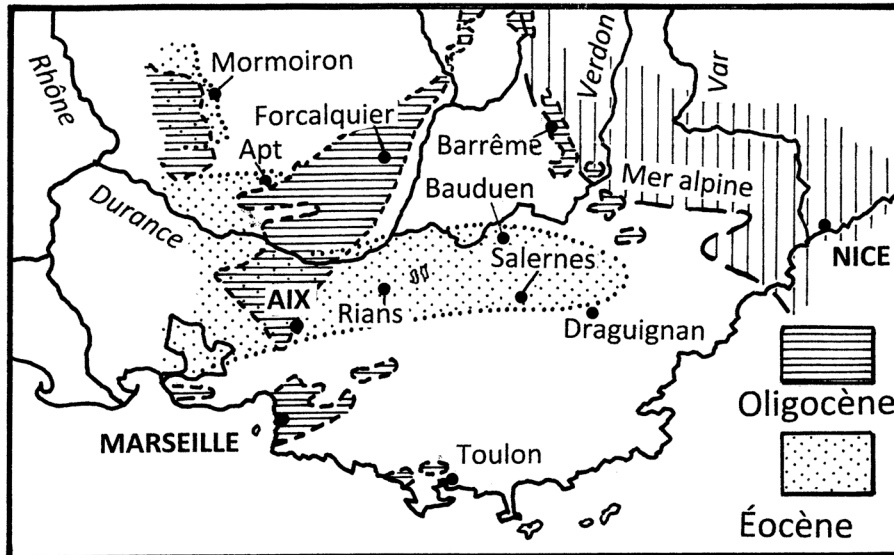 Rhône
Mormoiron
Verdon
Var
Forcalquier
Apt
Barrême
Durance
Bauduen
Mer alpine
NICE
Salernes
AIX
Rians
Draguignan
Oligocène
MARSEILLE
Toulon
Éocène